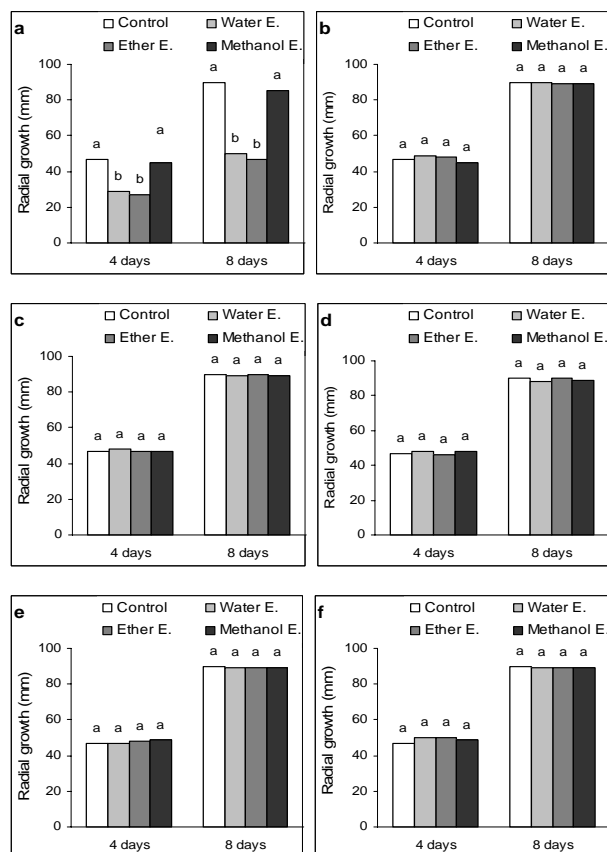 a
Control Water E.
Ether E. Methanol E.
Radial growth (mm)
100
80
60
40
20
0
a b b a
a b b a
4 days 8 days
b
Control Water E.
Ether E. Methanol E.
Radial growth (mm)
100
80
60
40
20
0
a a a a
a a a a
4 days 8 days
c
Control Water E.
Ether E. Methanol E.
Radial growth (mm)
100
80
60
40
20
0
a a a a
a a a a
4 days 8 days
d
Control Water E.
Ether E. Methanol E.
Radial growth (mm)
100
80
60
40
20
0
a a a a
a a a a
4 days 8 days
e
Control Water E.
Ether E. Methanol E.
Radial growth (mm)
100
80
60
40
20
0
a a a a
a a a a
4 days 8 days
f
Control Water E.
Ether E. Methanol E.
Radial growth (mm)
100
80
60
40
20
0
a a a a
a a a a
4 days 8 days